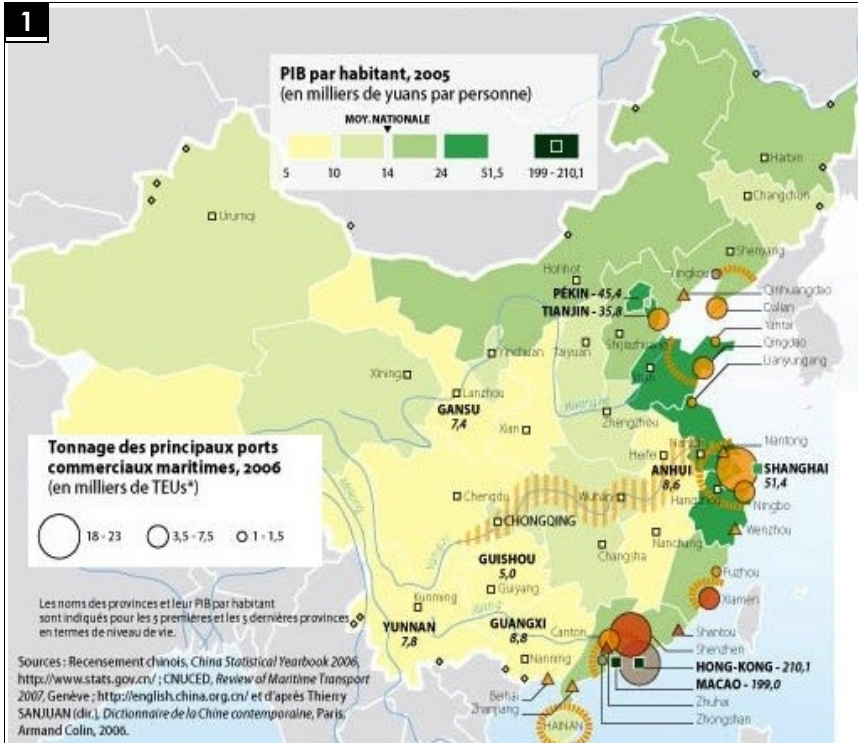 1
PIB par habitant, 2005
(en milliers de yuans par personne)
MOY. NATIONALE
5 10 14 24 51,5 199 - 210,1
Harbin
Changchun
Urumqi
Shenyang
Hohhot
Yingkou
PÉKIN - 45,4
Qinhuangdao
TIANJIN - 35,8
Dalian
Yantai
Shijiazhuang
Yinchuan
Taiyuan
Qingdao
Xining
Jinan
Lianyungang
Lanzhou
GANSU
7,4
Huanghe
Zhengzhou
Xian
Tonnage des principaux ports
commerciaux maritimes, 2006
(en milliers de TEUs*)
18 - 23 3,5 - 7,5 1 - 1,5
Nantong
Heife
ANHUI
8,6
SHANGHAI
51,4
Chengdu
Wuhan
Hangzhou
Ningbo
CHONGQING
Wenzhou
Changsha
Nanchang
GUISHOU
5,0
Guiyang
Fuzhou
Xiamen
Kunming
YUNNAN
7,8
GUANGXI
8,8
Canton
Shantou
Shenzhen
Nanning
HONG-KONG - 210,1
MACAO - 199,0
Beihai
Zhuhai
Zhanjiang
Zhongshan
HAINAN
Les noms des provinces et leur PIB par habitant
sont indiqués pour les 5 premières et les 5 dernières provinces
en termes de niveau de vie.
Sources : Recensement chinois, China Statistical Yearbook 2006,
http://www.stats.gov.cn/ ; CNUCED, Review of Maritime Transport
2007, Genève ; http://english.china.org.cn/ et d'après Thierry
SANJUAN (dir.), Dictionnaire de la Chine contemporaine, Paris,
Armand Colin, 2006.